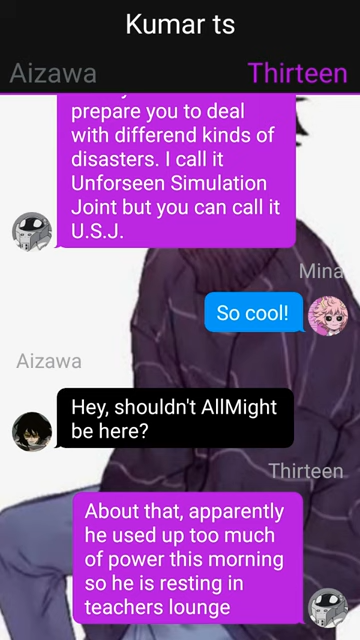 Kumar ts
Aizawa
Thirteen
prepare you to deal
with differend kinds of
disasters. I call it
Unforseen Simulation
Joint but you can call it
U.S.J.
Mina
So cool!
Aizawa
Hey, shouldn't AllMight
be here?
Thirteen
About that, apparently
he used up too much
of power this morning
so he is resting in
teachers lounge